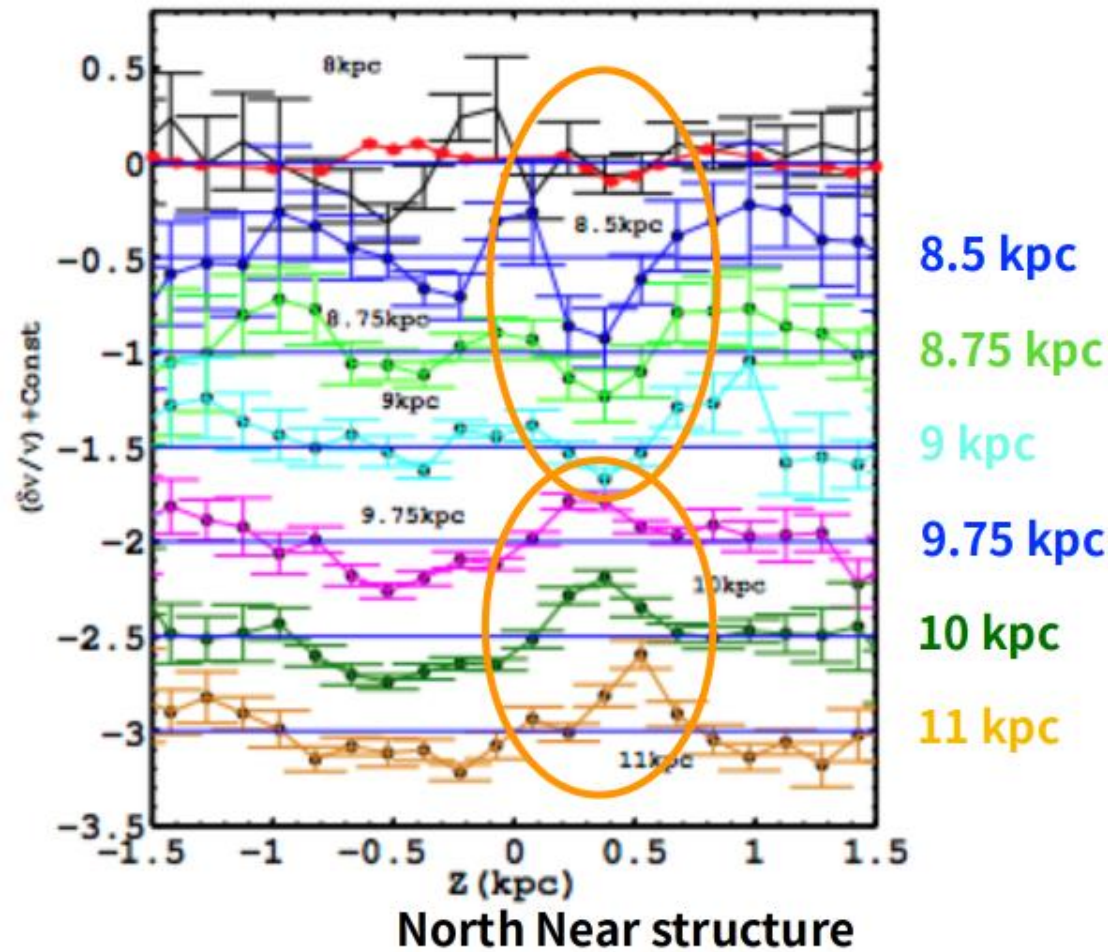 0.5
8kpc
0
8.5kpc
8.5 kpc
-0.5
8.75kpc
8.75 kpc
-1
9kpc
9 kpc
-1.5
9.75kpc
9.75 kpc
-2
10kpc
10 kpc
-2.5
11 kpc
-3
11kpc
-3.5
(δν/ν)+Const
-1.5 -1 -0.5 0 0.5 1 1.5
Z(kpc)
North Near structure